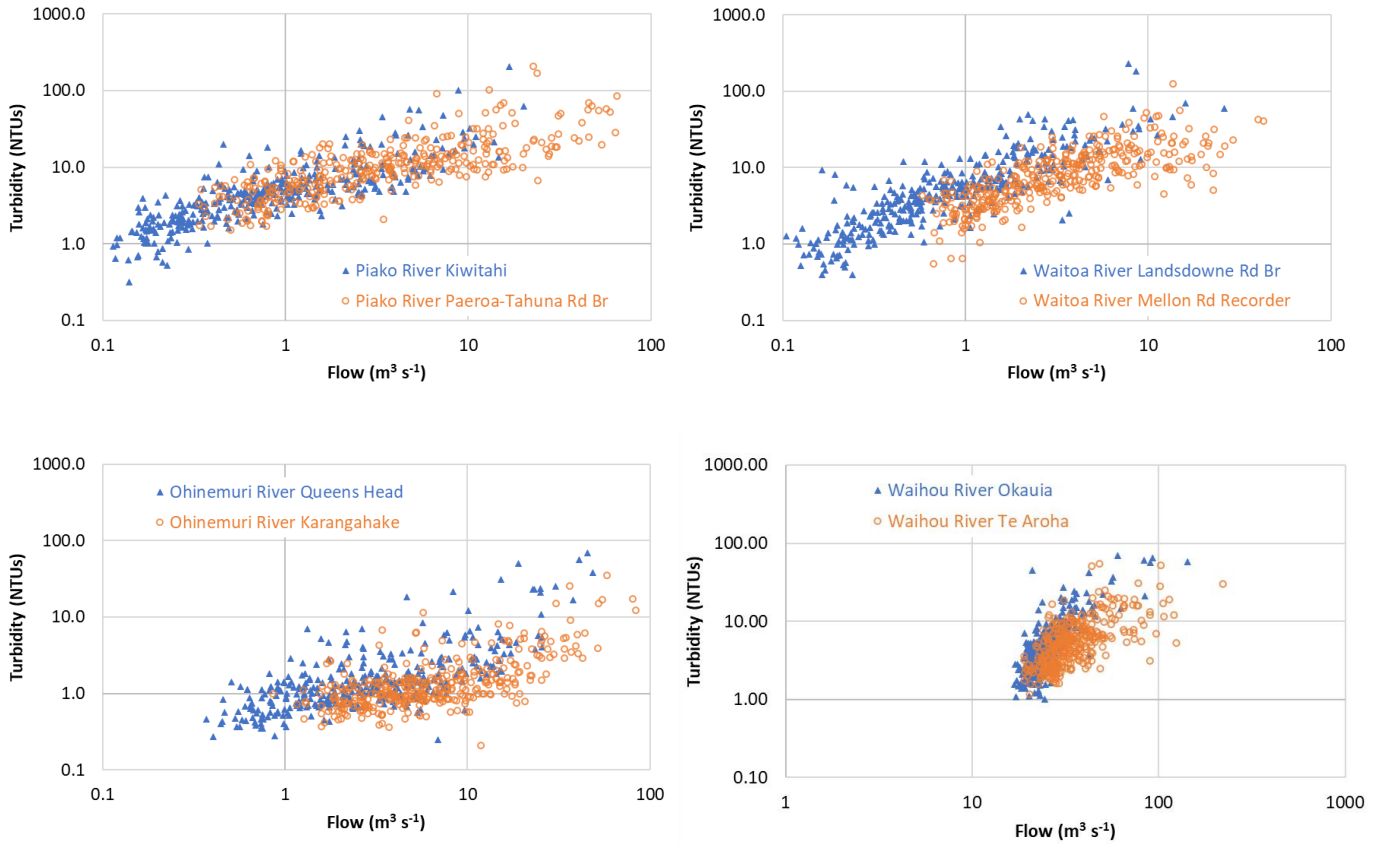 1000.0
100.0
10.0
1.0
0.1
Turbidity (NTUs)
Piako River Kiwitahi
Piako River Paeroa-Tahuna Rd Br
0.1 1 10 100
Flow (m³ s⁻¹)
1000.0
100.0
10.0
1.0
0.1
Turbidity (NTUs)
Waitoa River Landsdowne Rd Br
Waitoa River Mellon Rd Recorder
0.1 1 10 100
Flow (m³ s⁻¹)
1000.0
100.0
10.0
1.0
0.1
Turbidity (NTUs)
Ohinemuri River Queens Head
Ohinemuri River Karangahake
0.1 1 10 100
Flow (m³ s⁻¹)
1000.00
100.00
10.00
1.00
0.10
Turbidity (NTUs)
Waihou River Okauia
Waihou River Te Aroha
1 10 100 1000
Flow (m³ s⁻¹)